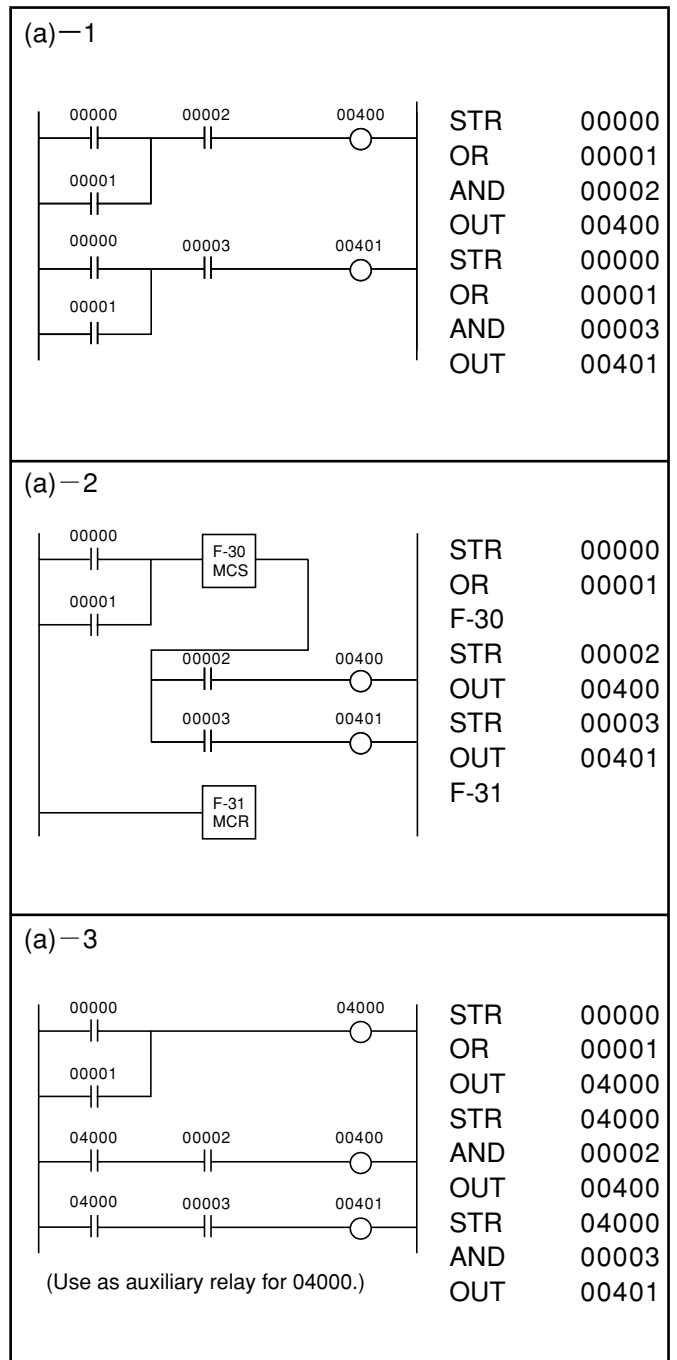 (a)－1
00000 00002 00400
00001
00000 00003 00401
00001
STR 00000
OR 00001
AND 00002
OUT 00400
STR 00000
OR 00001
AND 00003
OUT 00401
(a)－2
00000
F-30
MCS
00001
00002 00400
00003 00401
F-31
MCR
STR 00000
OR 00001
F-30
STR 00002
OUT 00400
STR 00003
OUT 00401
F-31
(a)－3
00000 04000
00001
04000 00002 00400
04000 00003 00401
(Use as auxiliary relay for 04000.)
STR 00000
OR 00001
OUT 04000
STR 04000
AND 00002
OUT 00400
STR 04000
AND 00003
OUT 00401